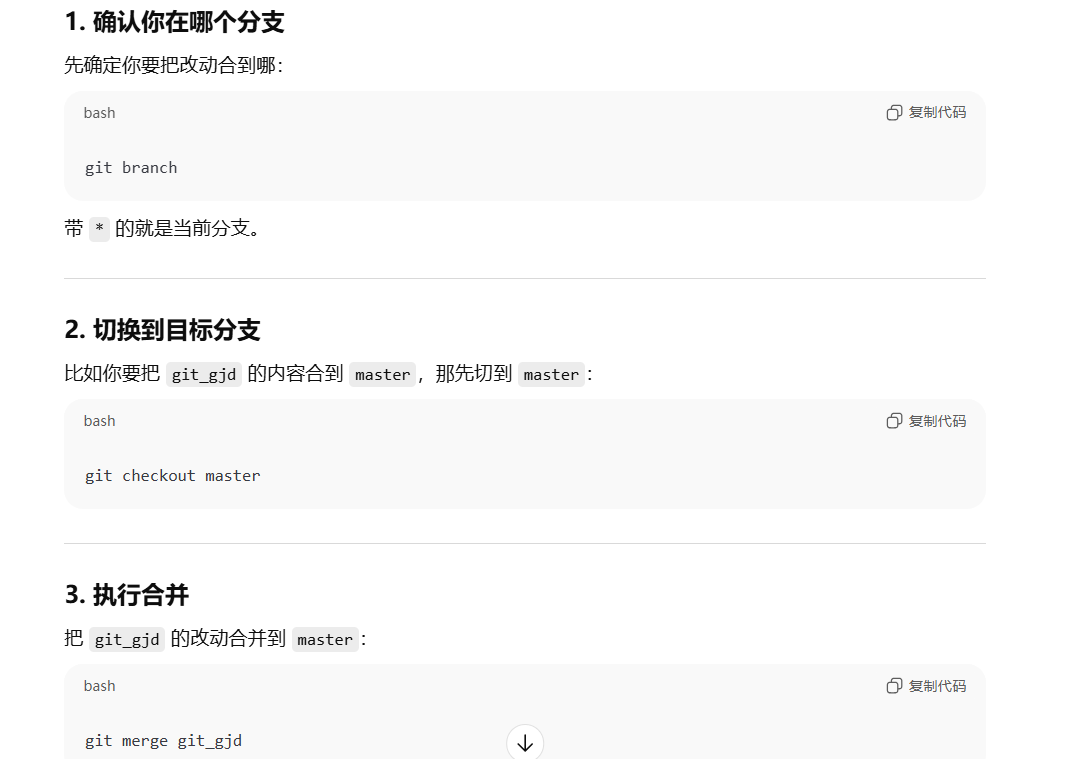 1. 确认你在哪个分支
先确定你要把改动合到哪：
bash 复制代码
git branch
带 * 的就是当前分支。
2. 切换到目标分支
比如你要把 git_gjd 的内容合到 master，那先切到 master：
bash 复制代码
git checkout master
3. 执行合并
把 git_gjd 的改动合并到 master：
bash 复制代码
git merge git_gjd